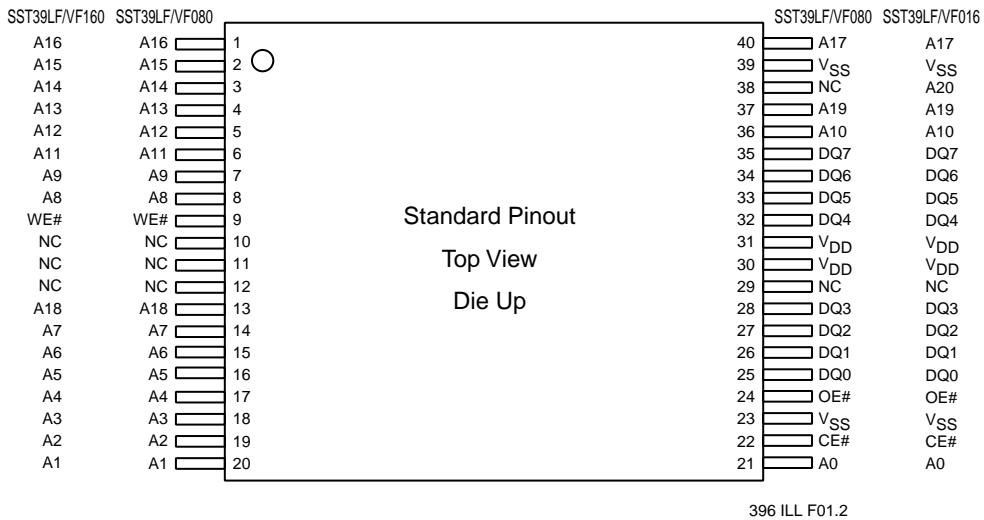 SST39LF/VF160 SST39LF/VF080 SST39LF/VF080 SST39LF/VF016
A16 A16 1 40 A17 A17
A15 A15 2 39 VSS VSS
A14 A14 3 38 NC A20
A13 A13 4 37 A19 A19
A12 A12 5 36 A10 A10
A11 A11 6 35 DQ7 DQ7
A9 A9 7 34 DQ6 DQ6
A8 A8 8 33 DQ5 DQ5
WE# WE# 9 32 DQ4 DQ4
NC NC 10 31 VDD VDD
NC NC 11 30 VDD VDD
NC NC 12 29 NC NC
A18 A18 13 28 DQ3 DQ3
A7 A7 14 27 DQ2 DQ2
A6 A6 15 26 DQ1 DQ1
A5 A5 16 25 DQ0 DQ0
A4 A4 17 24 OE# OE#
A3 A3 18 23 VSS VSS
A2 A2 19 22 CE# CE#
A1 A1 20 21 A0 A0
Standard Pinout
Top View
Die Up
396 ILL F01.2